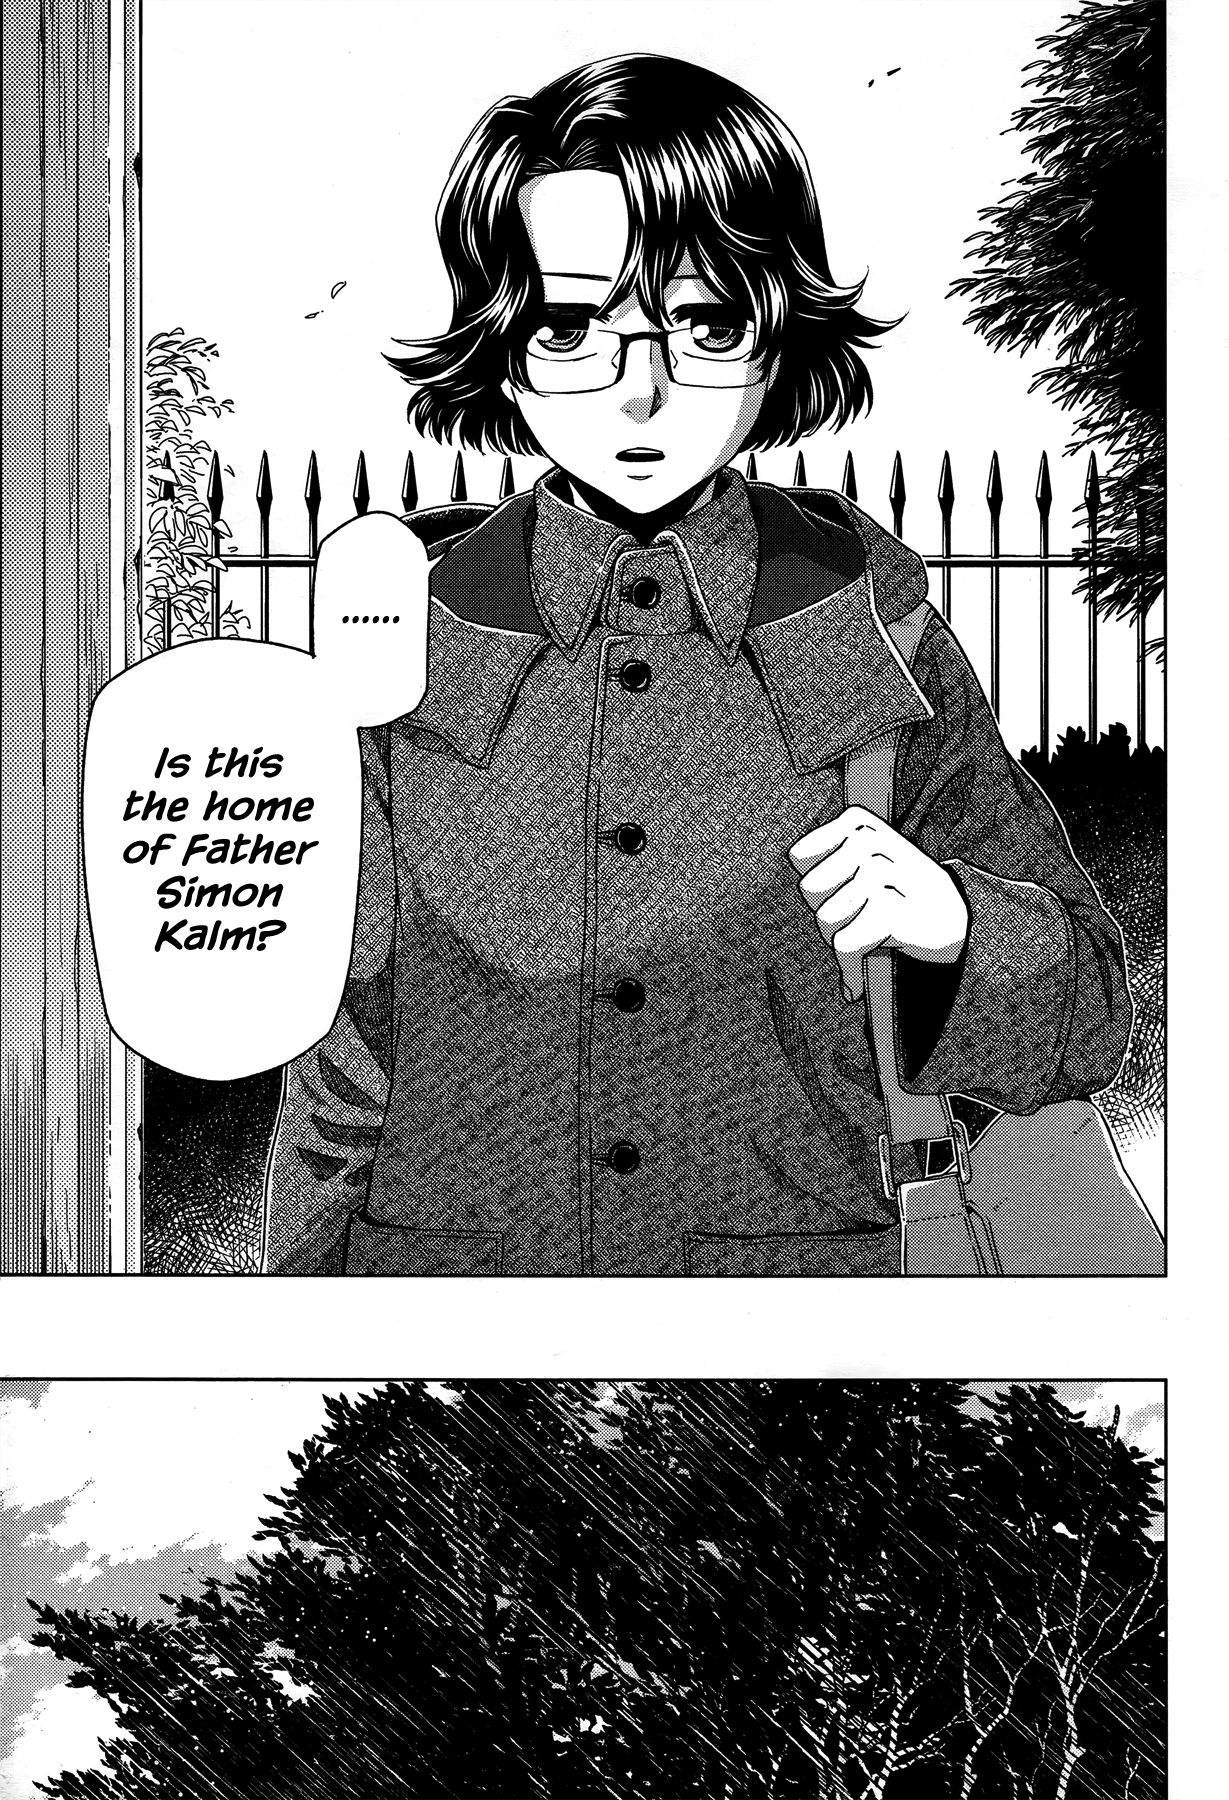 ......
Is this
the home
of Father
Simon
Kalm?